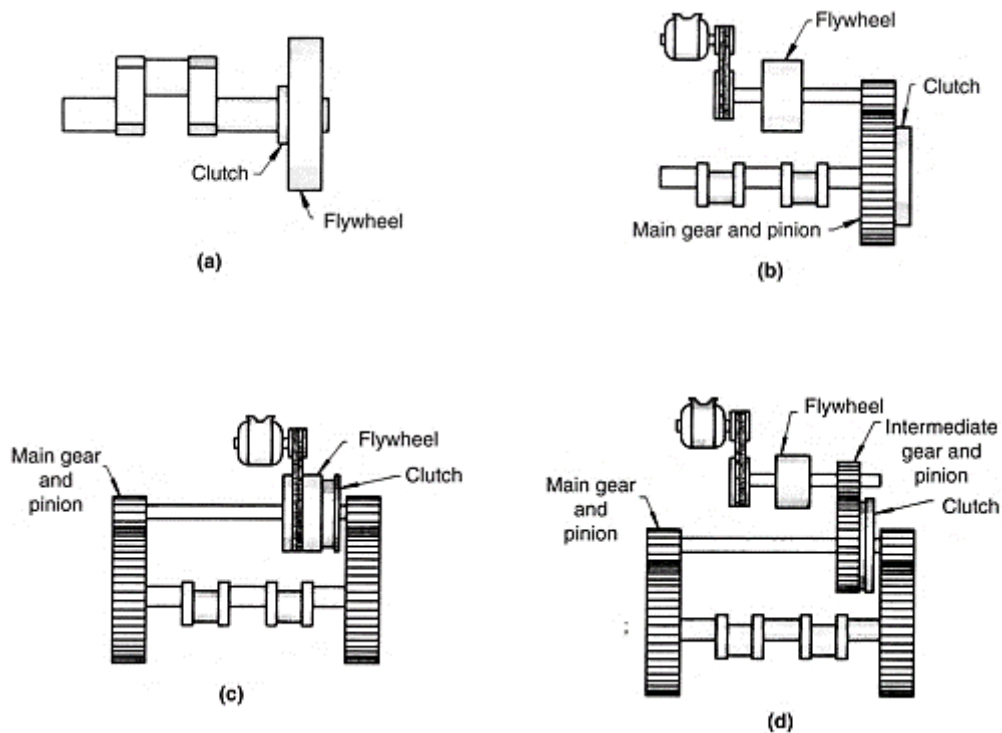 Clutch
Flywheel
(a)
Flywheel
Clutch
Main gear and pinion
(b)
Main gear
and
pinion
Flywheel
Clutch
(c)
Flywheel
Intermediate
gear and
pinion
Clutch
Main gear
and
pinion
(d)